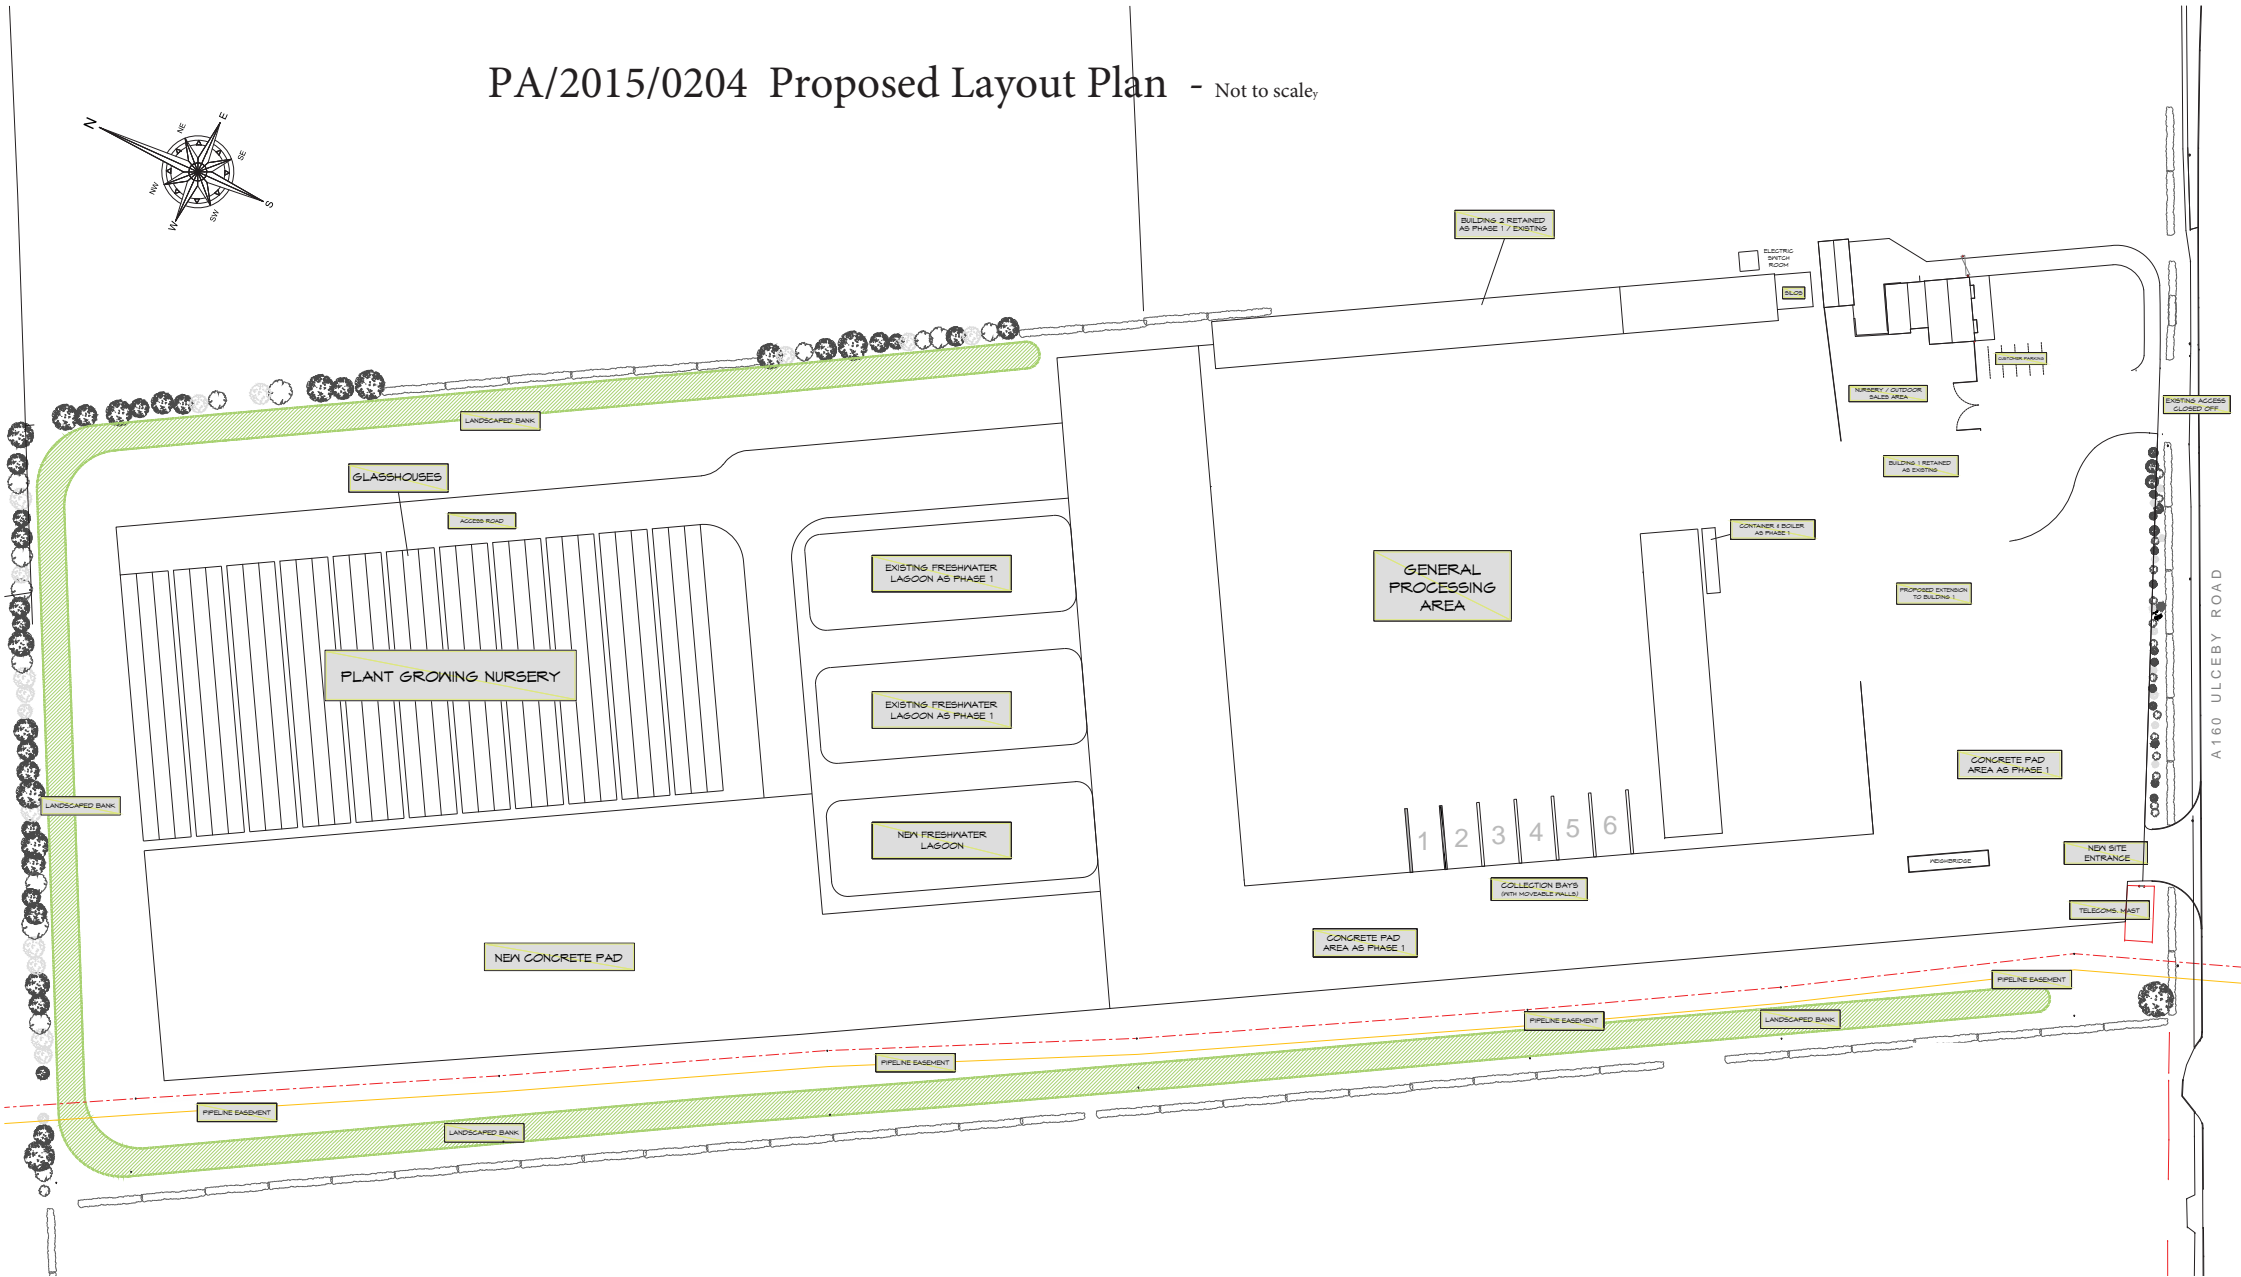 PA/2015/0204 Proposed Layout Plan - Not to scaley
N
NE
E
SE
S
SW
W
NW
BUILDING 2 RETAINED
AS PHASE 1 / EXISTING
ELECTRIC
SWITCH
ROOM
SILOS
CUSTOMER PARKING
NURSERY / OUTDOOR
SALES AREA
EXISTING ACCESS
CLOSED OFF
LANDSCAPED BANK
GLASSHOUSES
ACCESS ROAD
BUILDING 1 RETAINED
AS EXISTING
CONTAINER & BOILER
AS PHASE 1
EXISTING FRESHWATER
LAGOON AS PHASE 1
GENERAL
PROCESSING
AREA
PROPOSED EXTENSION
TO BUILDING 1
A160 ULCEBY ROAD
PLANT GROWING NURSERY
EXISTING FRESHWATER
LAGOON AS PHASE 1
CONCRETE PAD
AREA AS PHASE 1
LANDSCAPED BANK
NEW FRESHWATER
LAGOON
1 2 3 4 5 6
WEIGHBRIDGE
NEW SITE
ENTRANCE
COLLECTION BAYS
(WITH MOVEABLE WALLS)
TELECOMS. MAST
CONCRETE PAD
AREA AS PHASE 1
NEW CONCRETE PAD
PIPELINE EASEMENT
PIPELINE EASEMENT
LANDSCAPED BANK
PIPELINE EASEMENT
PIPELINE EASEMENT
LANDSCAPED BANK